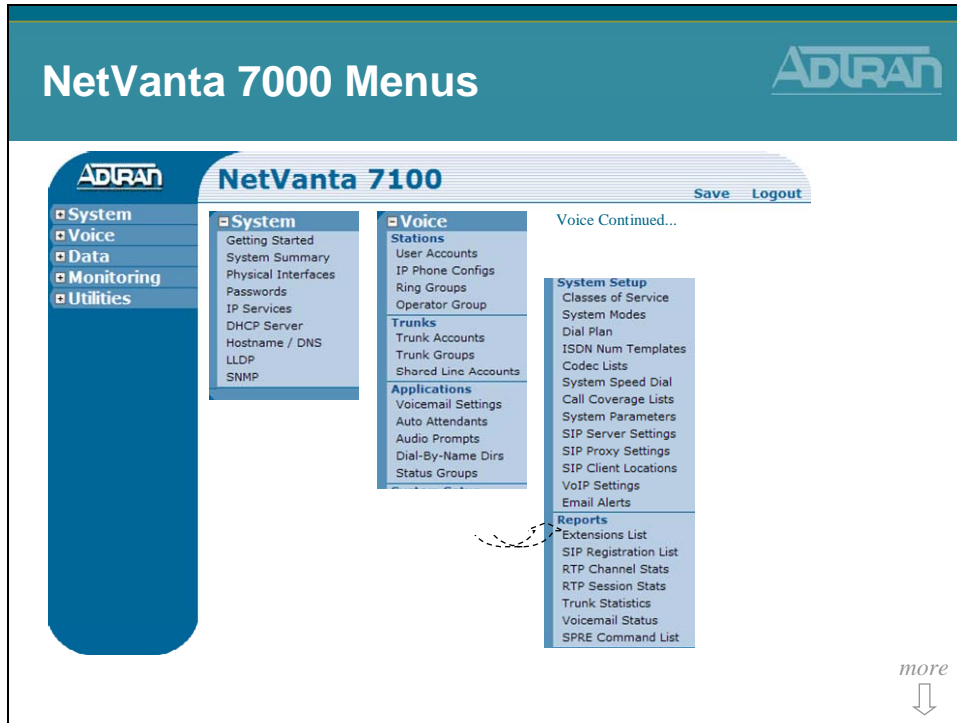 NetVanta 7000 Menus
ADTRAN
ADTRAN
NetVanta 7100
Save Logout
System
Voice
Data
Monitoring
Utilities
System
Getting Started
System Summary
Physical Interfaces
Passwords
IP Services
DHCP Server
Hostname / DNS
LLDP
SNMP
Voice
Stations
User Accounts
IP Phone Configs
Ring Groups
Operator Group
Trunks
Trunk Accounts
Trunk Groups
Shared Line Accounts
Applications
Voicemail Settings
Auto Attendants
Audio Prompts
Dial-By-Name Dirs
Status Groups
Voice Continued...
System Setup
Classes of Service
System Modes
Dial Plan
ISDN Num Templates
Codec Lists
System Speed Dial
Call Coverage Lists
System Parameters
SIP Server Settings
SIP Proxy Settings
SIP Client Locations
VoIP Settings
Email Alerts
Reports
Extensions List
SIP Registration List
RTP Channel Stats
RTP Session Stats
Trunk Statistics
Voicemail Status
SPRE Command List
more